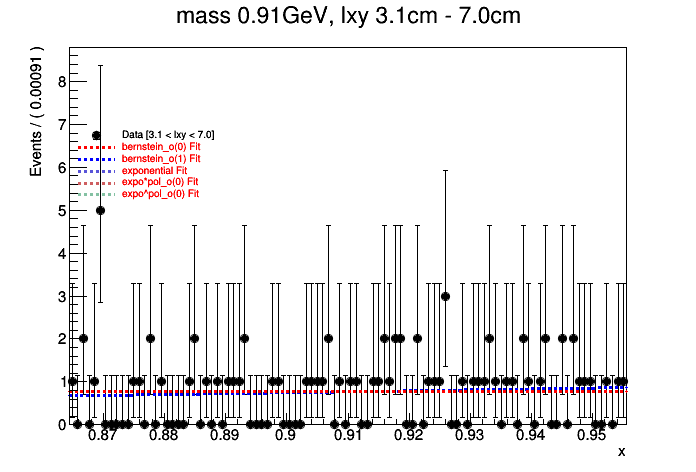 mass 0.91GeV, lxy 3.1cm - 7.0cm
Events / ( 0.00091 )
8
7
6
5
4
3
2
1
0
Data [3.1 < lxy < 7.0]
bernstein_o(0) Fit
bernstein_o(1) Fit
exponential Fit
expo*pol_o(0) Fit
expo^pol_o(0) Fit
0.87 0.88 0.89 0.9 0.91 0.92 0.93 0.94 0.95
x